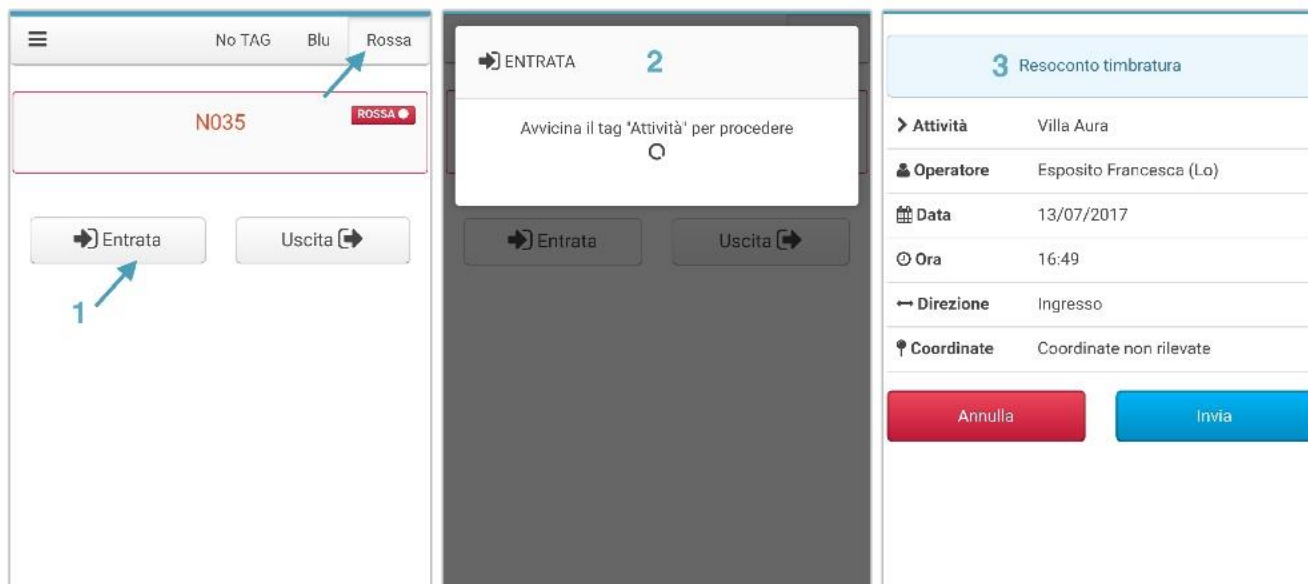 No TAG Blu Rossa
N035
ROSSA
Entrata Uscita
1
ENTRATA 2
Avvicina il tag "Attività" per procedere
Entrata Uscita
3 Resoconto timbratura
Attività Villa Aura
Operatore Esposito Francesca (Lo)
Data 13/07/2017
Ora 16:49
Direzione Ingresso
Coordinate Coordinate non rilevate
Annulla Invia